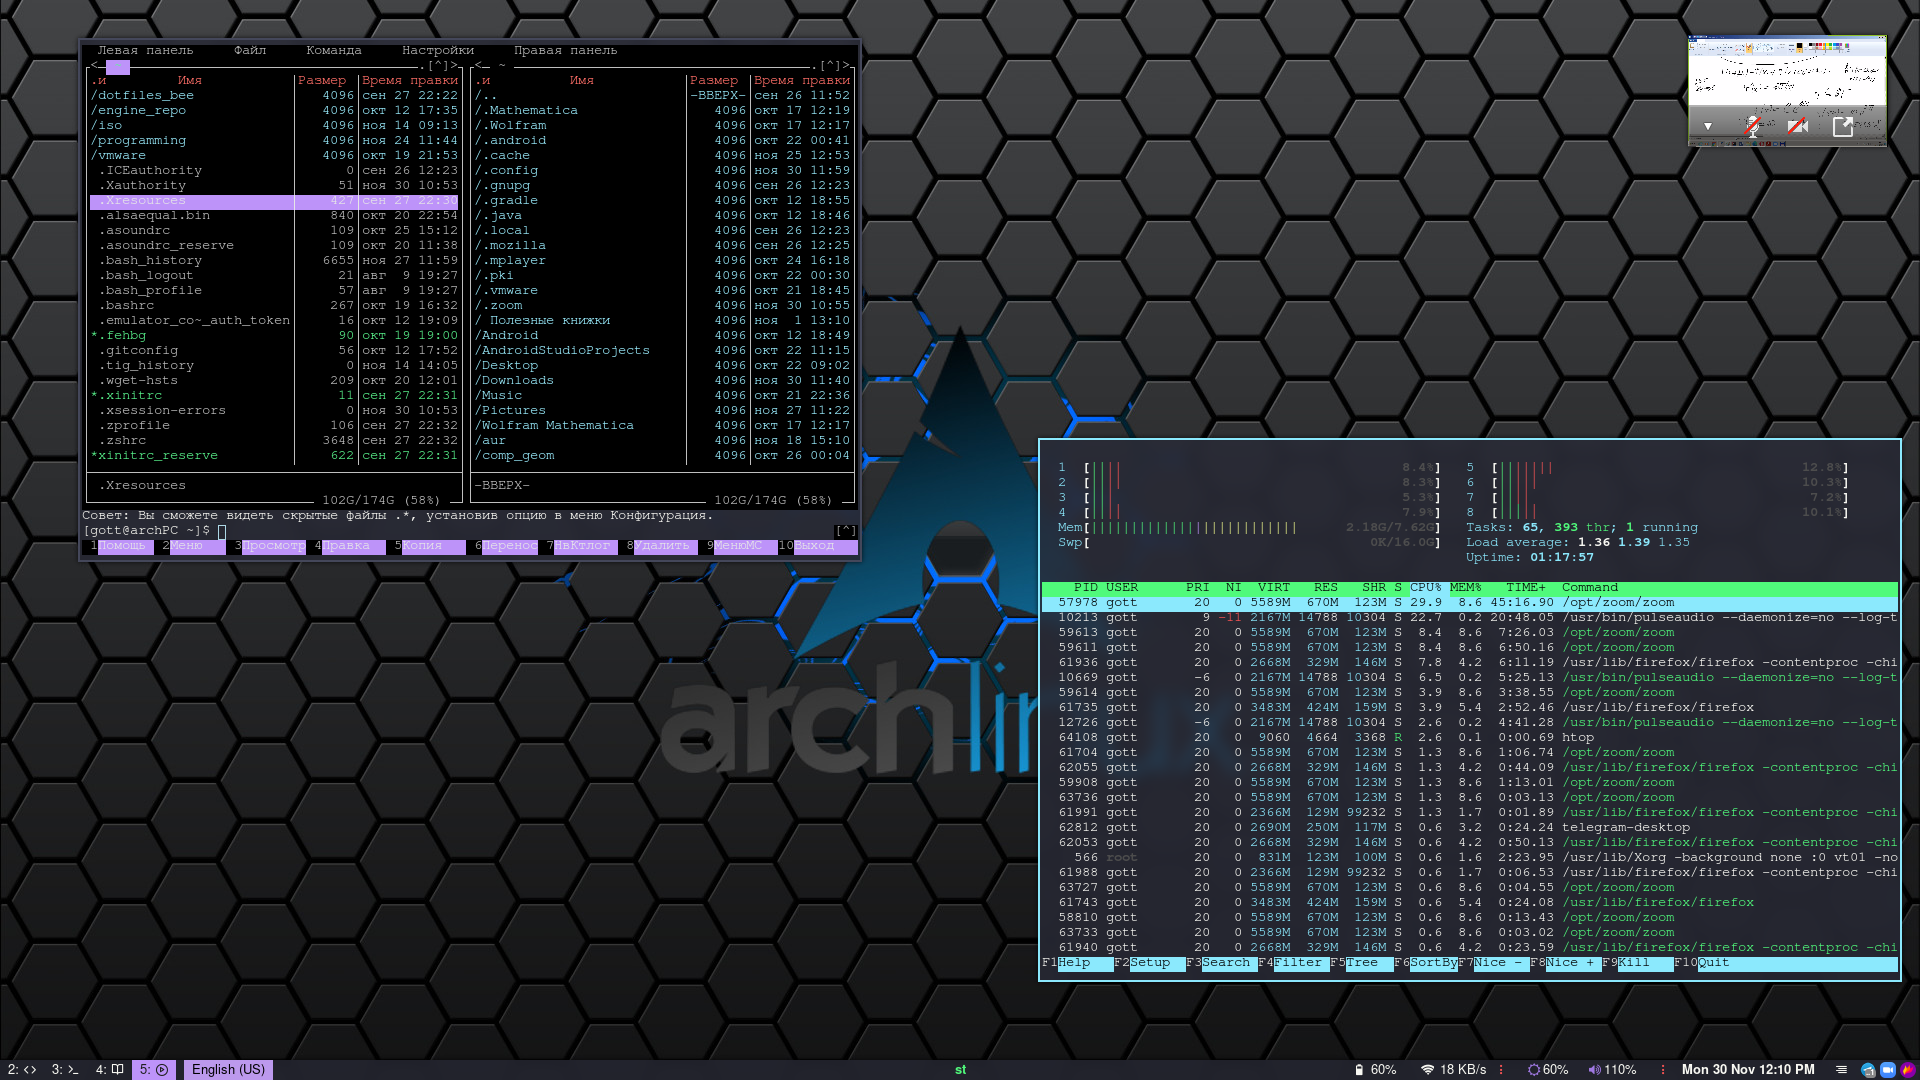 Левая панель Файл Команда Настройки Правая панель
<— ~ .[^]>
.и Имя Размер Время правки
/dotfiles_bee 4096 сен 27 22:22
/engine_repo 4096 окт 12 17:35
/iso 4096 ноя 14 09:13
/programming 4096 ноя 24 11:44
/vmware 4096 окт 19 21:53
.ICEauthority 0 сен 26 12:23
.Xauthority 51 ноя 30 10:53
.Xresources 427 сен 27 22:30
.alsaequal.bin 840 окт 20 22:54
.asoundrc 109 окт 25 15:12
.asoundrc_reserve 109 окт 20 11:38
.bash_history 6655 ноя 27 11:59
.bash_logout 21 авг 9 19:27
.bash_profile 57 авг 9 19:27
.bashrc 267 окт 19 16:32
.emulator_co~_auth_token 16 окт 12 19:09
*.fehbg 90 окт 19 19:00
.gitconfig 56 окт 12 17:52
.tig_history 0 ноя 14 14:05
.wget-hsts 209 окт 20 12:01
*.xinitrc 11 сен 27 22:31
.xsession-errors 0 ноя 30 10:53
.zprofile 106 сен 27 22:32
.zshrc 3648 сен 27 22:32
*xinitrc_reserve 622 сен 27 22:31
.Xresources
102G/174G (58%)
<— ~ .[^]>
.и Имя Размер Время правки
/.. -ВВЕРХ- сен 26 11:52
/.Mathematica 4096 окт 17 12:19
/.Wolfram 4096 окт 17 12:17
/.android 4096 окт 22 00:41
/.cache 4096 ноя 25 12:53
/.config 4096 ноя 30 11:59
/.gnupg 4096 сен 26 12:23
/.gradle 4096 окт 12 18:55
/.java 4096 окт 12 18:46
/.local 4096 сен 26 12:23
/.mozilla 4096 сен 26 12:25
/.mplayer 4096 окт 24 16:18
/.pki 4096 окт 22 00:30
/.vmware 4096 окт 21 18:45
/.zoom 4096 ноя 30 10:55
/ Полезные книжки 4096 ноя 1 13:10
/Android 4096 окт 12 18:49
/AndroidStudioProjects 4096 окт 22 11:15
/Desktop 4096 окт 22 09:02
/Downloads 4096 ноя 30 11:40
/Music 4096 окт 21 22:36
/Pictures 4096 ноя 27 11:22
/Wolfram Mathematica 4096 окт 17 12:17
/aur 4096 ноя 18 15:10
/comp_geom 4096 окт 26 00:04
-ВВЕРХ-
102G/174G (58%)
Совет: Вы сможете видеть скрытые файлы .*, установив опцию в меню Конфигурация.
[gott@archPC ~]$ [^]
1Помощь 2Меню 3Просмотр 4Правка 5Копия 6Перенос 7НвКтлог 8Удалить 9МенюМС 10Выход
archlin
1 [|||| 8.4%] 5 [||||||| 12.8%]
2 [|||| 8.3%] 6 [||||| 10.3%]
3 [||| 5.3%] 7 [|||| 7.2%]
4 [|||| 7.9%] 8 [||||| 10.1%]
Mem[|||||||||||||||||||||||||| 2.18G/7.62G] Tasks: 65, 393 thr; 1 running
Swp[ 0K/16.0G] Load average: 1.36 1.39 1.35
Uptime: 01:17:57
PID USER PRI NI VIRT RES SHR S CPU% MEM% TIME+ Command
57978 gott 20 0 5589M 670M 123M S 29.9 8.6 45:16.90 /opt/zoom/zoom
10213 gott 9 -11 2167M 14788 10304 S 22.7 0.2 20:48.05 /usr/bin/pulseaudio --daemonize=no --log-t
59613 gott 20 0 5589M 670M 123M S 8.4 8.6 7:26.03 /opt/zoom/zoom
59611 gott 20 0 5589M 670M 123M S 8.4 8.6 6:50.16 /opt/zoom/zoom
61936 gott 20 0 2668M 329M 146M S 7.8 4.2 6:11.19 /usr/lib/firefox/firefox -contentproc -chi
10669 gott -6 0 2167M 14788 10304 S 6.5 0.2 5:25.13 /usr/bin/pulseaudio --daemonize=no --log-t
59614 gott 20 0 5589M 670M 123M S 3.9 8.6 3:38.55 /opt/zoom/zoom
61735 gott 20 0 3483M 424M 159M S 3.9 5.4 2:52.46 /usr/lib/firefox/firefox
12726 gott -6 0 2167M 14788 10304 S 2.6 0.2 4:41.28 /usr/bin/pulseaudio --daemonize=no --log-t
64108 gott 20 0 9060 4664 3368 R 2.6 0.1 0:00.69 htop
61704 gott 20 0 5589M 670M 123M S 1.3 8.6 1:06.74 /opt/zoom/zoom
62055 gott 20 0 2668M 329M 146M S 1.3 4.2 0:44.09 /usr/lib/firefox/firefox -contentproc -chi
59908 gott 20 0 5589M 670M 123M S 1.3 8.6 1:13.01 /opt/zoom/zoom
63736 gott 20 0 5589M 670M 123M S 1.3 8.6 0:03.13 /opt/zoom/zoom
61991 gott 20 0 2366M 129M 99232 S 1.3 1.7 0:01.89 /usr/lib/firefox/firefox -contentproc -chi
62812 gott 20 0 2690M 250M 117M S 0.6 3.2 0:24.24 telegram-desktop
62053 gott 20 0 2668M 329M 146M S 0.6 4.2 0:50.13 /usr/lib/firefox/firefox -contentproc -chi
566 root 20 0 831M 123M 100M S 0.6 1.6 2:23.95 /usr/lib/Xorg -background none :0 vt01 -no
61988 gott 20 0 2366M 129M 99232 S 0.6 1.7 0:06.53 /usr/lib/firefox/firefox -contentproc -chi
63727 gott 20 0 5589M 670M 123M S 0.6 8.6 0:04.55 /opt/zoom/zoom
61743 gott 20 0 3483M 424M 159M S 0.6 5.4 0:24.08 /usr/lib/firefox/firefox
58810 gott 20 0 5589M 670M 123M S 0.6 8.6 0:13.43 /opt/zoom/zoom
63733 gott 20 0 5589M 670M 123M S 0.6 8.6 0:03.02 /opt/zoom/zoom
61940 gott 20 0 2668M 329M 146M S 0.6 4.2 0:23.59 /usr/lib/firefox/firefox -contentproc -chi
F1Help F2Setup F3Search F4Filter F5Tree F6SortBy F7Nice - F8Nice + F9Kill F10Quit
2: <> 3: >_ 4: 5: English (US) st 60% 18 KB/s 60% 110% Mon 30 Nov 12:10 PM